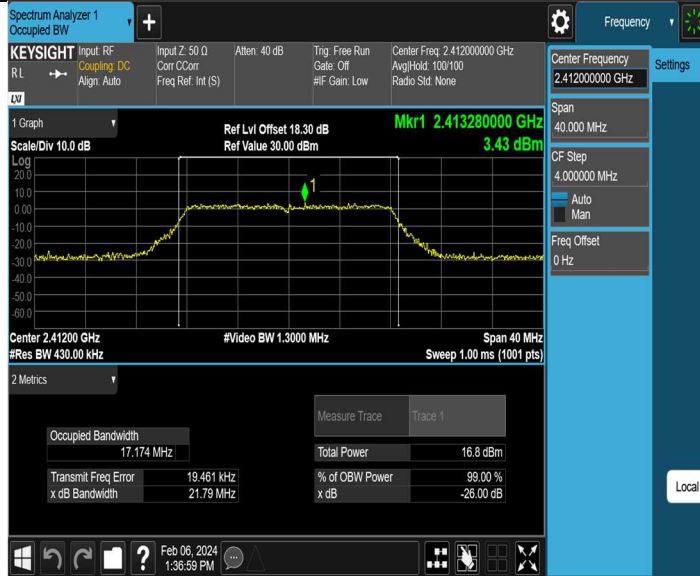 Spectrum Analyzer 1
Occupied BW
Frequency
KEYSIGHT
R L
LXI
Input: RF
Coupling: DC
Align: Auto
Input Z: 50 Ω
Corr CCorr
Freq Ref: Int (S)
Atten: 40 dB
Trig: Free Run
Gate: Off
#IF Gain: Low
Center Freq: 2.412000000 GHz
Avg|Hold: 100/100
Radio Std: None
1 Graph
Scale/Div 10.0 dB
Ref Lvl Offset 18.30 dB
Ref Value 30.00 dBm
Mkr1 2.413280000 GHz
3.43 dBm
Log
20.0
10.0
0.00
-10.0
-20.0
-30.0
-40.0
-50.0
-60.0
1
Center 2.41200 GHz
#Res BW 430.00 kHz
#Video BW 1.3000 MHz
Span 40 MHz
Sweep 1.00 ms (1001 pts)
2 Metrics
Measure Trace
Trace 1
Occupied Bandwidth
17.174 MHz
Total Power
16.8 dBm
Transmit Freq Error
19.461 kHz
% of OBW Power
99.00 %
x dB Bandwidth
21.79 MHz
x dB
-26.00 dB
Center Frequency
2.412000000 GHz
Settings
Span
40.000 MHz
CF Step
4.000000 MHz
Auto
Man
Freq Offset
0 Hz
Local
?
Feb 06, 2024
1:36:59 PM